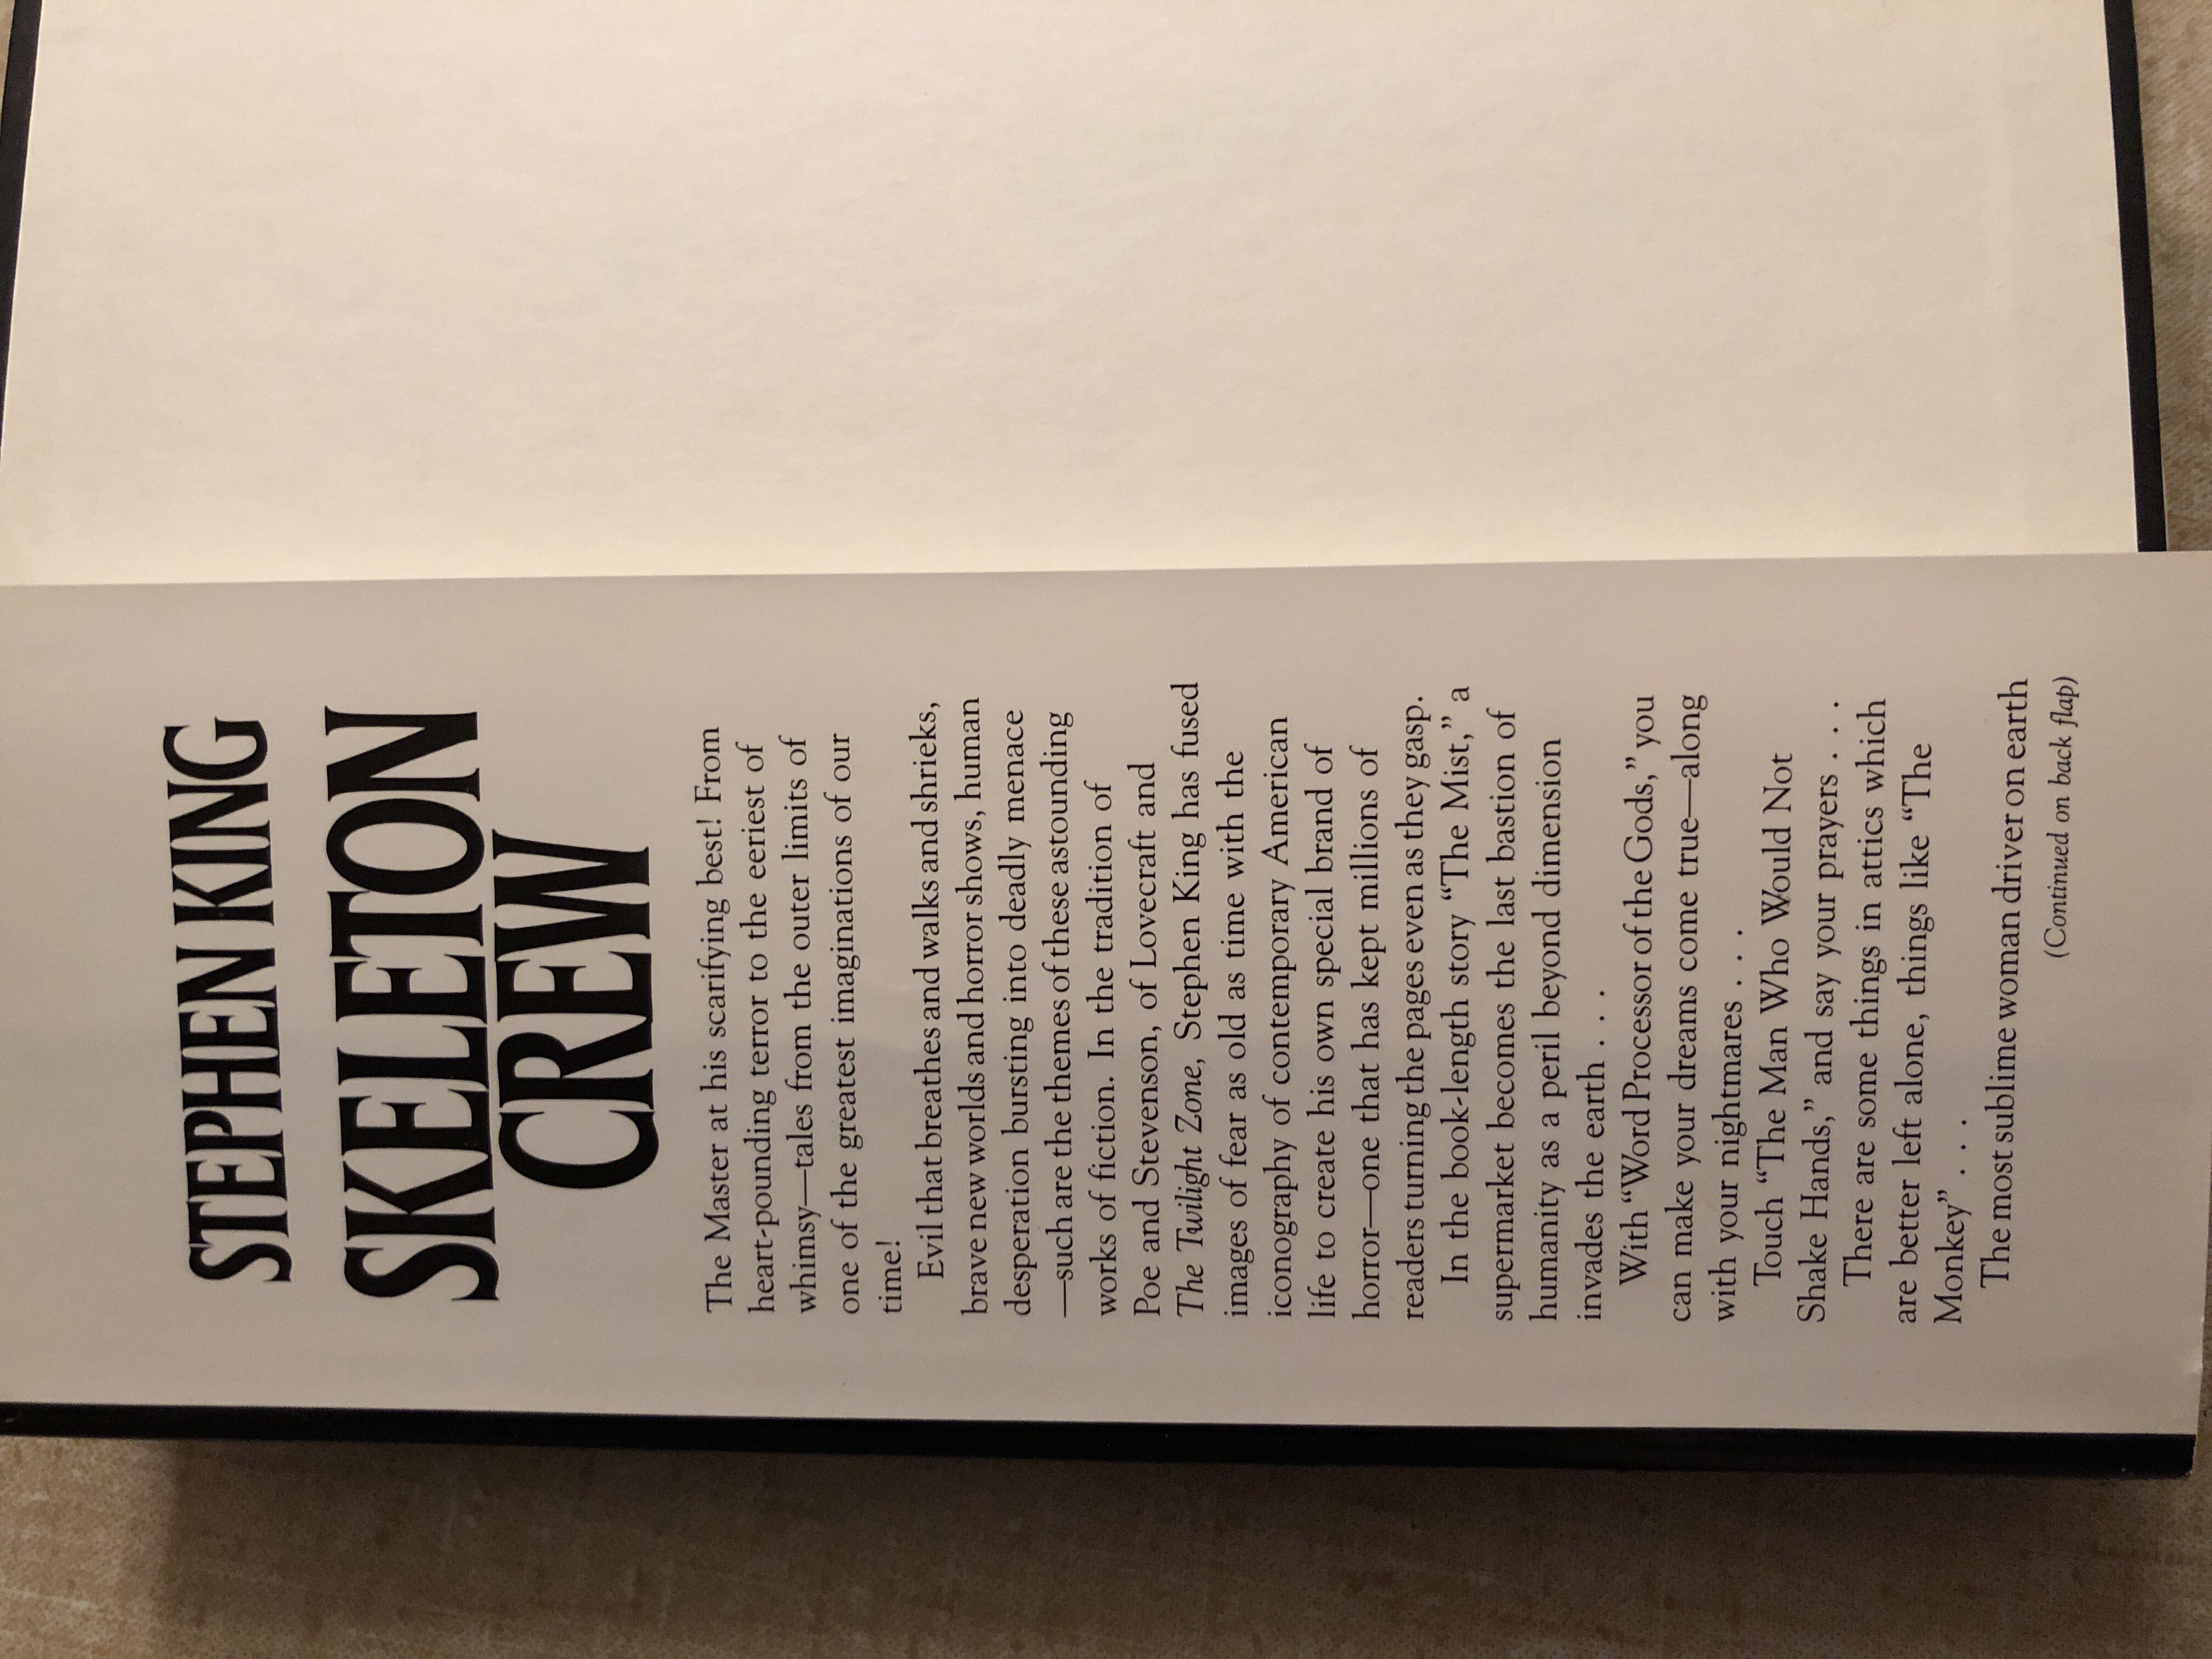 STEPHEN KING
SKELETON
CREW
The Master at his scarifying best! From
heart-pounding terror to the eeriest of
whimsy—tales from the outer limits of
one of the greatest imaginations of our
time!
Evil that breathes and walks and shrieks,
brave new worlds and horror shows, human
desperation bursting into deadly menace
—such are the themes of these astounding
works of fiction. In the tradition of
Poe and Stevenson, of Lovecraft and
The Twilight Zone, Stephen King has fused
images of fear as old as time with the
iconography of contemporary American
life to create his own special brand of
horror—one that has kept millions of
readers turning the pages even as they gasp.
In the book-length story “The Mist,” a
supermarket becomes the last bastion of
humanity as a peril beyond dimension
invades the earth . . . .
With “Word Processor of the Gods,” you
can make your dreams come true—along
with your nightmares . . . .
Touch “The Man Who Would Not
Shake Hands,” and say your prayers . . . .
There are some things in attics which
are better left alone, things like “The
Monkey” . . . .
The most sublime woman driver on earth
(Continued on back flap)